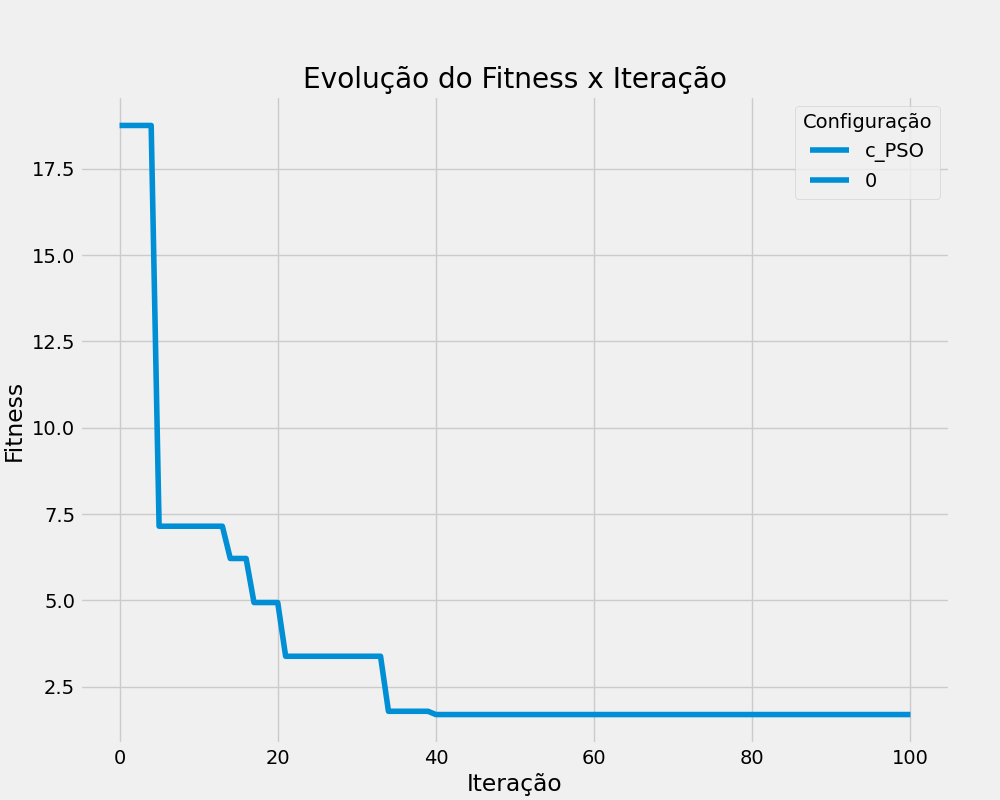 Evolução do Fitness x Iteração
Configuração
c_PSO
0
17.5
15.0
12.5
10.0
7.5
5.0
2.5
Fitness
0 20 40 60 80 100
Iteração